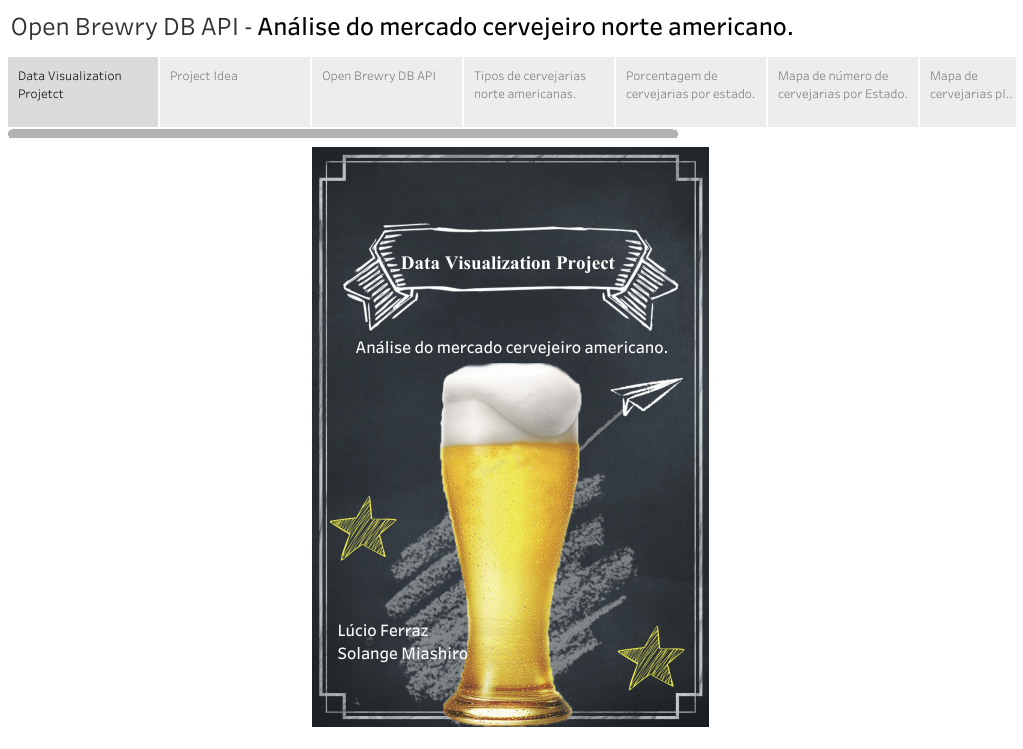 Open Brewry DB API - Análise do mercado cervejeiro norte americano.
Data Visualization
Projetct
Project Idea
Open Brewry DB API
Tipos de cervejarias
norte americanas.
Porcentagem de
cervejarias por estado.
Mapa de número de
cervejarias por Estado.
Mapa de
cervejarias pl..
Data Visualization Project
Análise do mercado cervejeiro americano.
Lúcio Ferraz
Solange Miashiro